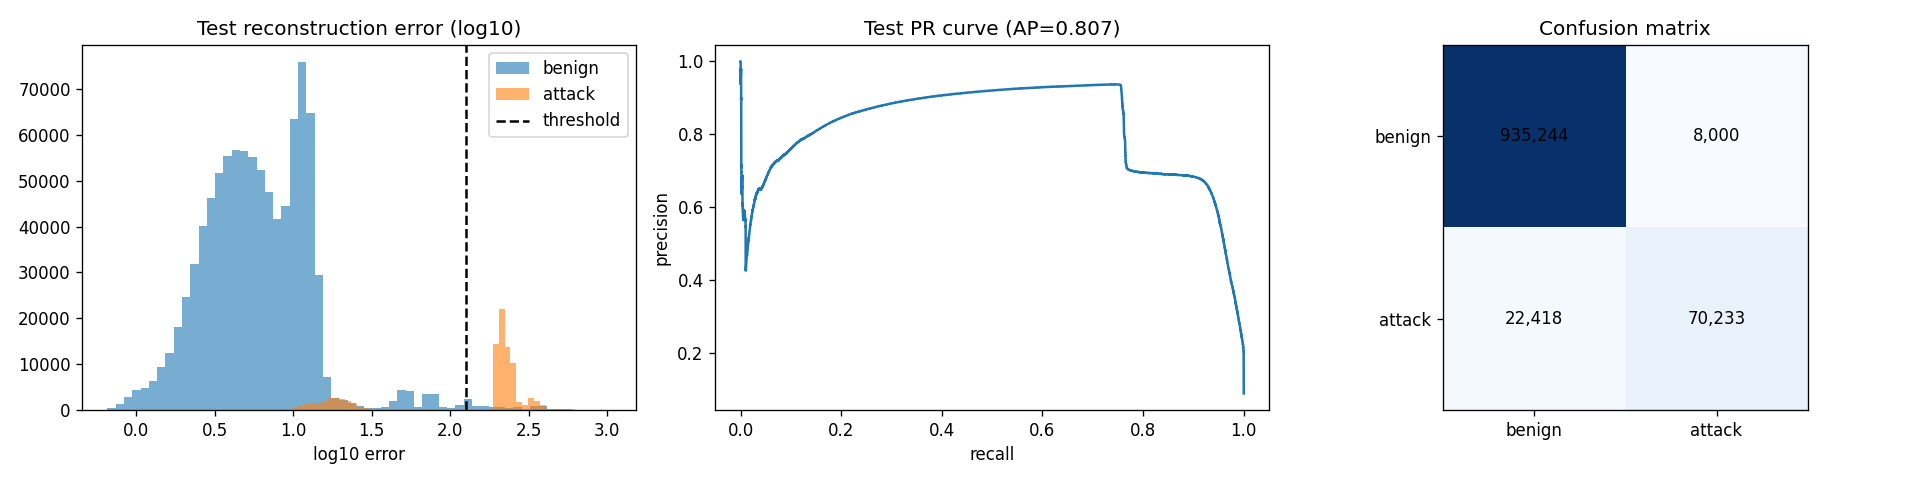 Test reconstruction error (log10)
benign
attack
threshold
70000
60000
50000
40000
30000
20000
10000
0
0.0 0.5 1.0 1.5 2.0 2.5 3.0
log10 error
Test PR curve (AP=0.807)
precision
1.0
0.8
0.6
0.4
0.2
0.0 0.2 0.4 0.6 0.8 1.0
recall
Confusion matrix
benign 935,244 8,000
attack 22,418 70,233
benign attack